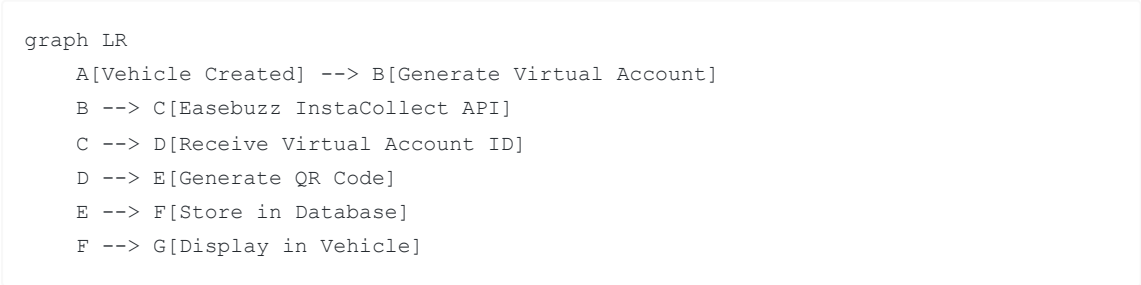 graph LR
    A[Vehicle Created] --> B[Generate Virtual Account]
    B --> C[Easebuzz InstaCollect API]
    C --> D[Receive Virtual Account ID]
    D --> E[Generate QR Code]
    E --> F[Store in Database]
    F --> G[Display in Vehicle]